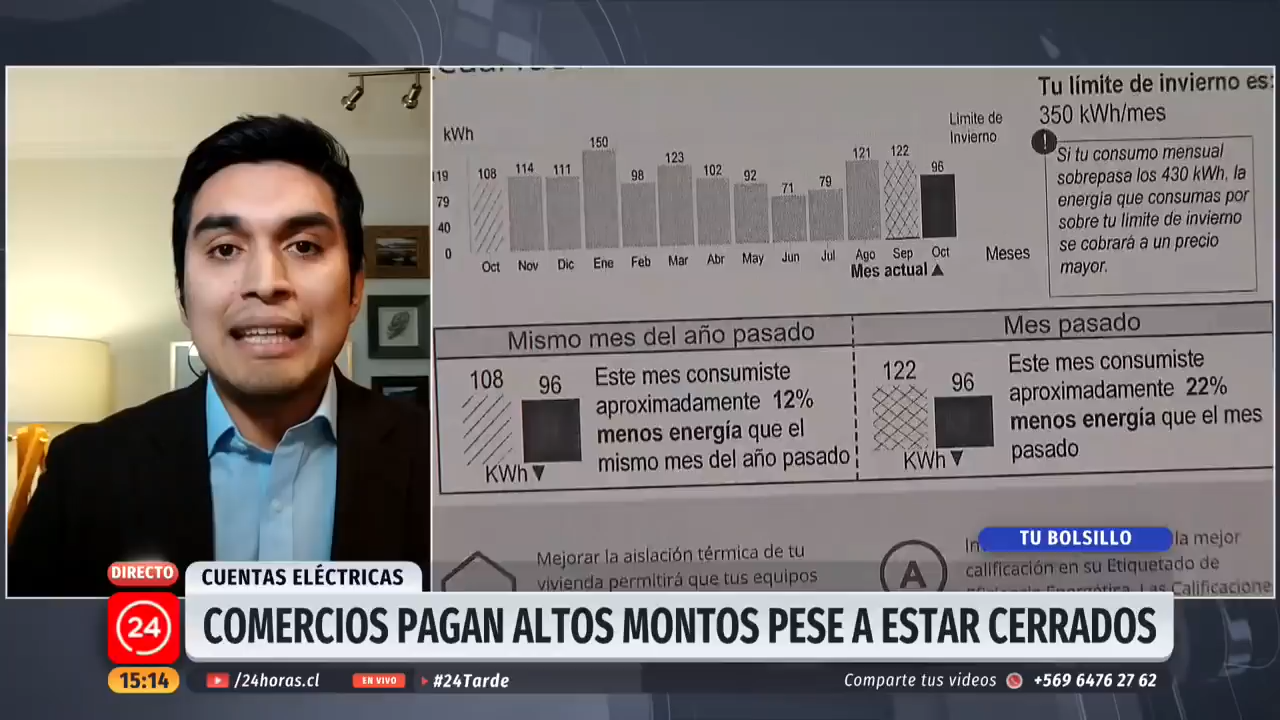 Tu límite de invierno es:
350 kWh/mes
Límite de
Invierno
kWh
119
79
40
0
108
114
111
150
98
123
102
92
71
79
121
122
96
Oct
Nov
Dic
Ene
Feb
Mar
Abr
May
Jun
Jul
Ago
Sep
Oct
Meses
Mes actual ▲
!
Si tu consumo mensual
sobrepasa los 430 kWh, la
energía que consumas por
sobre tu límite de invierno
se cobrará a un precio
mayor.
Mismo mes del año pasado
108
96
KWh▼
Este mes consumiste
aproximadamente 12%
menos energía que el
mismo mes del año pasado
Mes pasado
122
96
KWh▼
Este mes consumiste
aproximadamente 22%
menos energía que el mes
pasado
Mejorar la aislación térmica de tu
vivienda permitirá que tus equipos
A
la mejor
calificación en su Etiquetado de
Las Calificacione
TU BOLSILLO
DIRECTO
CUENTAS ELÉCTRICAS
24
COMERCIOS PAGAN ALTOS MONTOS PESE A ESTAR CERRADOS
15:14
/24horas.cl
EN VIVO
#24Tarde
Comparte tus videos
+569 6476 27 62